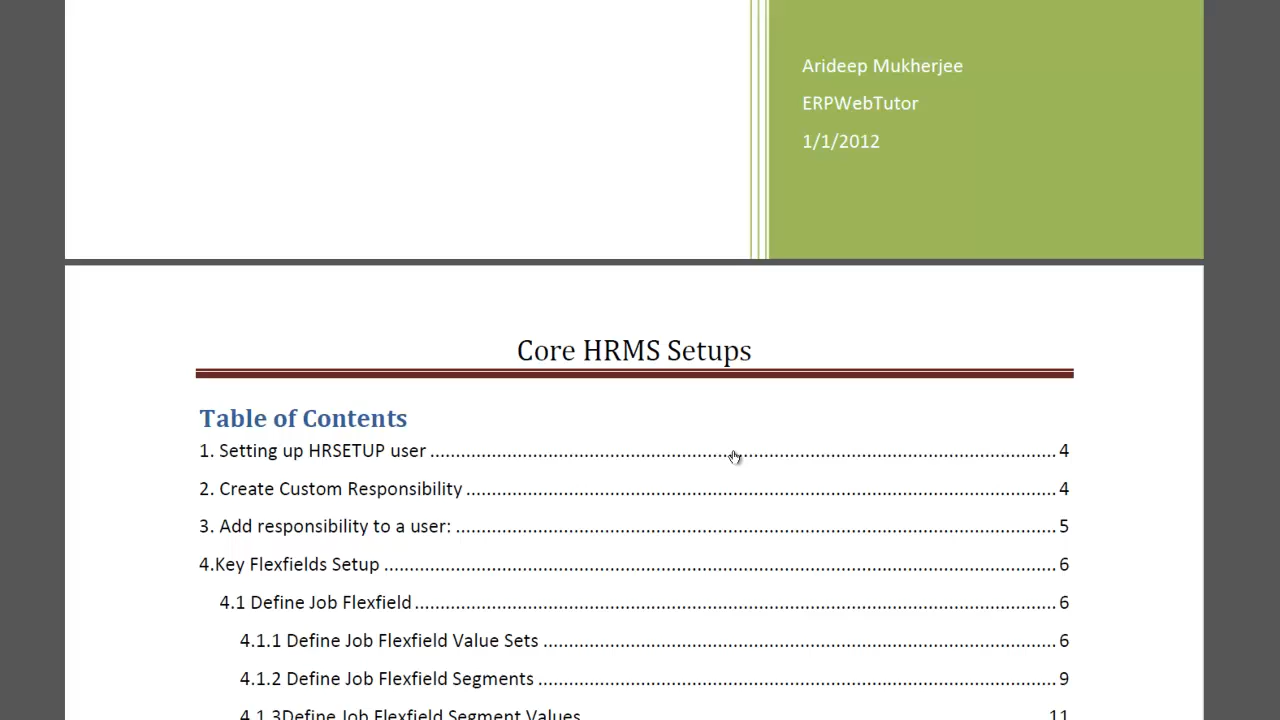 Arideep Mukherjee
ERPWebTutor
1/1/2012
Core HRMS Setups
Table of Contents
1. Setting up HRSETUP user ........................................ 4
2. Create Custom Responsibility ........................................ 4
3. Add responsibility to a user: ........................................ 5
4.Key Flexfields Setup ........................................ 6
4.1 Define Job Flexfield ........................................ 6
4.1.1 Define Job Flexfield Value Sets ........................................ 6
4.1.2 Define Job Flexfield Segments ........................................ 9
4.1.3Define Job Flexfield Segment Values ........................................ 11